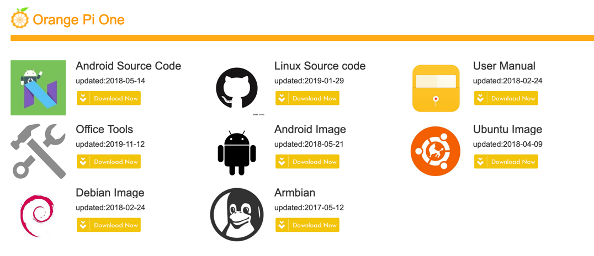 Orange Pi One
Android Source Code
updated:2018-05-14
Download Now
Linux Source code
updated:2019-01-29
Download Now
User Manual
updated:2018-02-24
Download Now
Office Tools
updated:2019-11-12
Download Now
Android Image
updated:2018-05-21
Download Now
Ubuntu Image
updated:2018-04-09
Download Now
Debian Image
updated:2018-02-24
Download Now
Armbian
updated:2017-05-12
Download Now